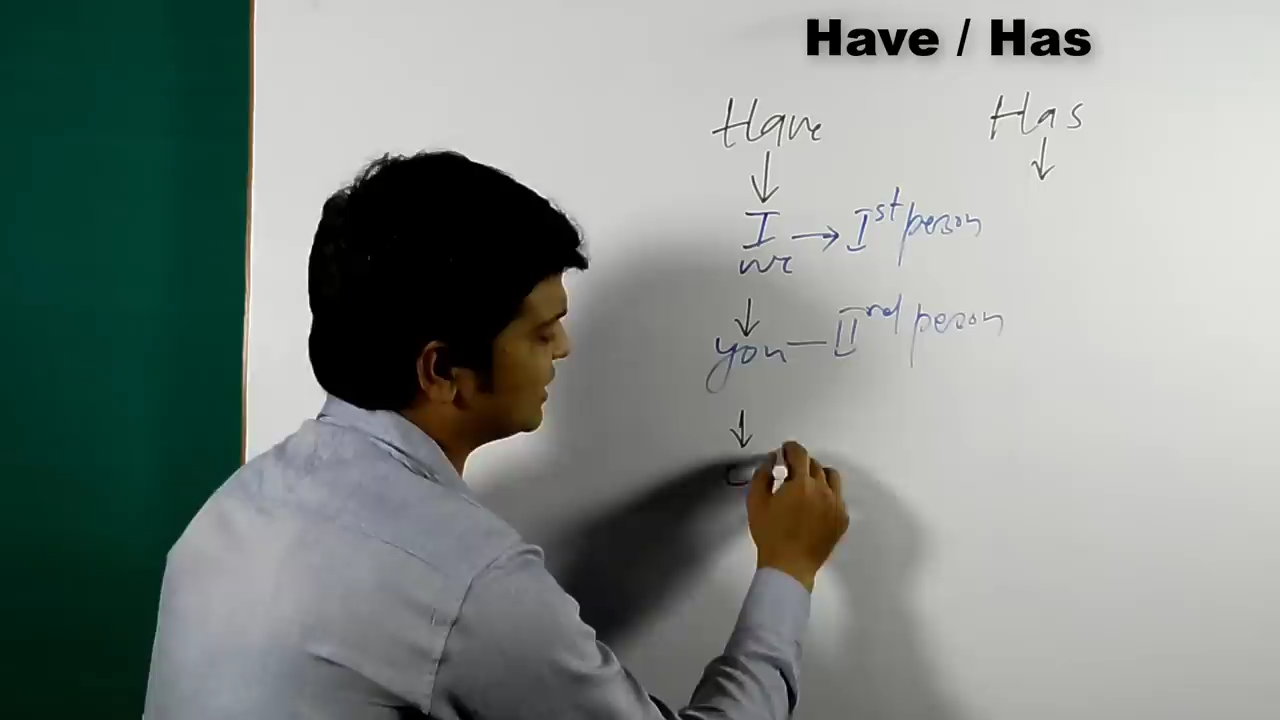 Have / Has
Have Has
I → Ist person
we
you — IInd person